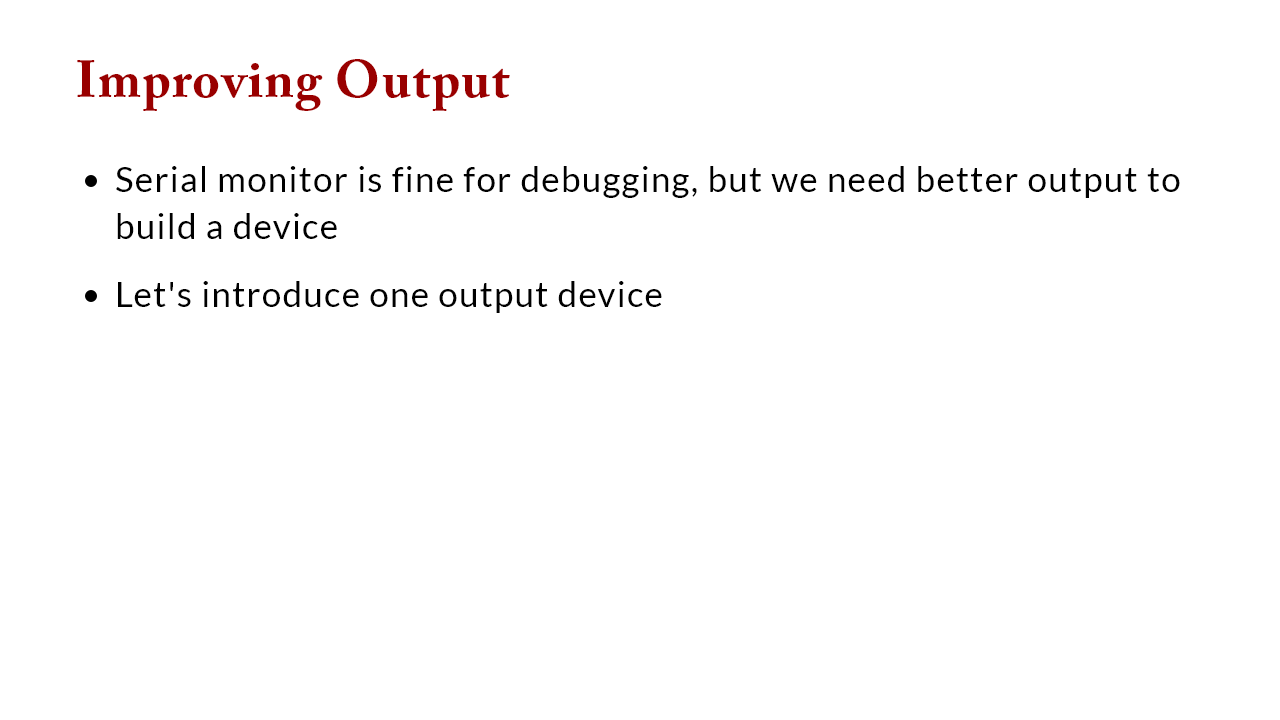 Improving Output
• Serial monitor is fine for debugging, but we need better output to
build a device
• Let's introduce one output device